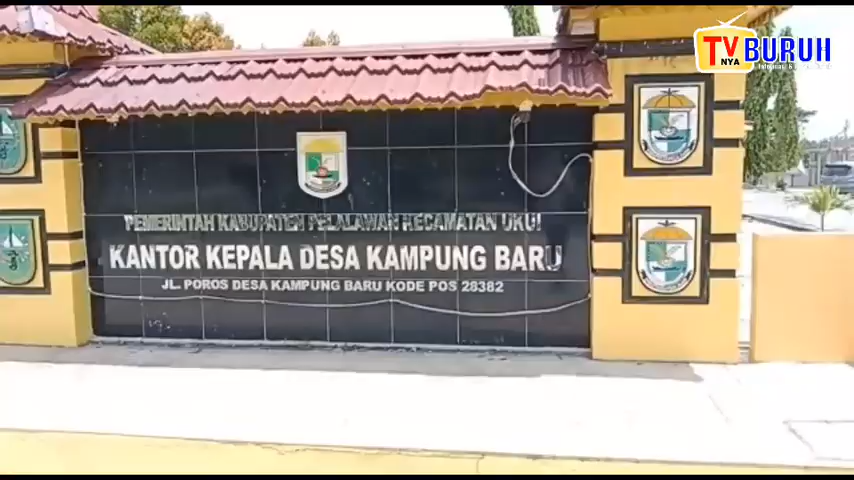 TV BURUH
NYA
PEMERINTAH KABUPATEN PELALAWAN KECAMATAN UKUI
KANTOR KEPALA DESA KAMPUNG BARU
JL. POROS DESA KAMPUNG BARU KODE POS 28382